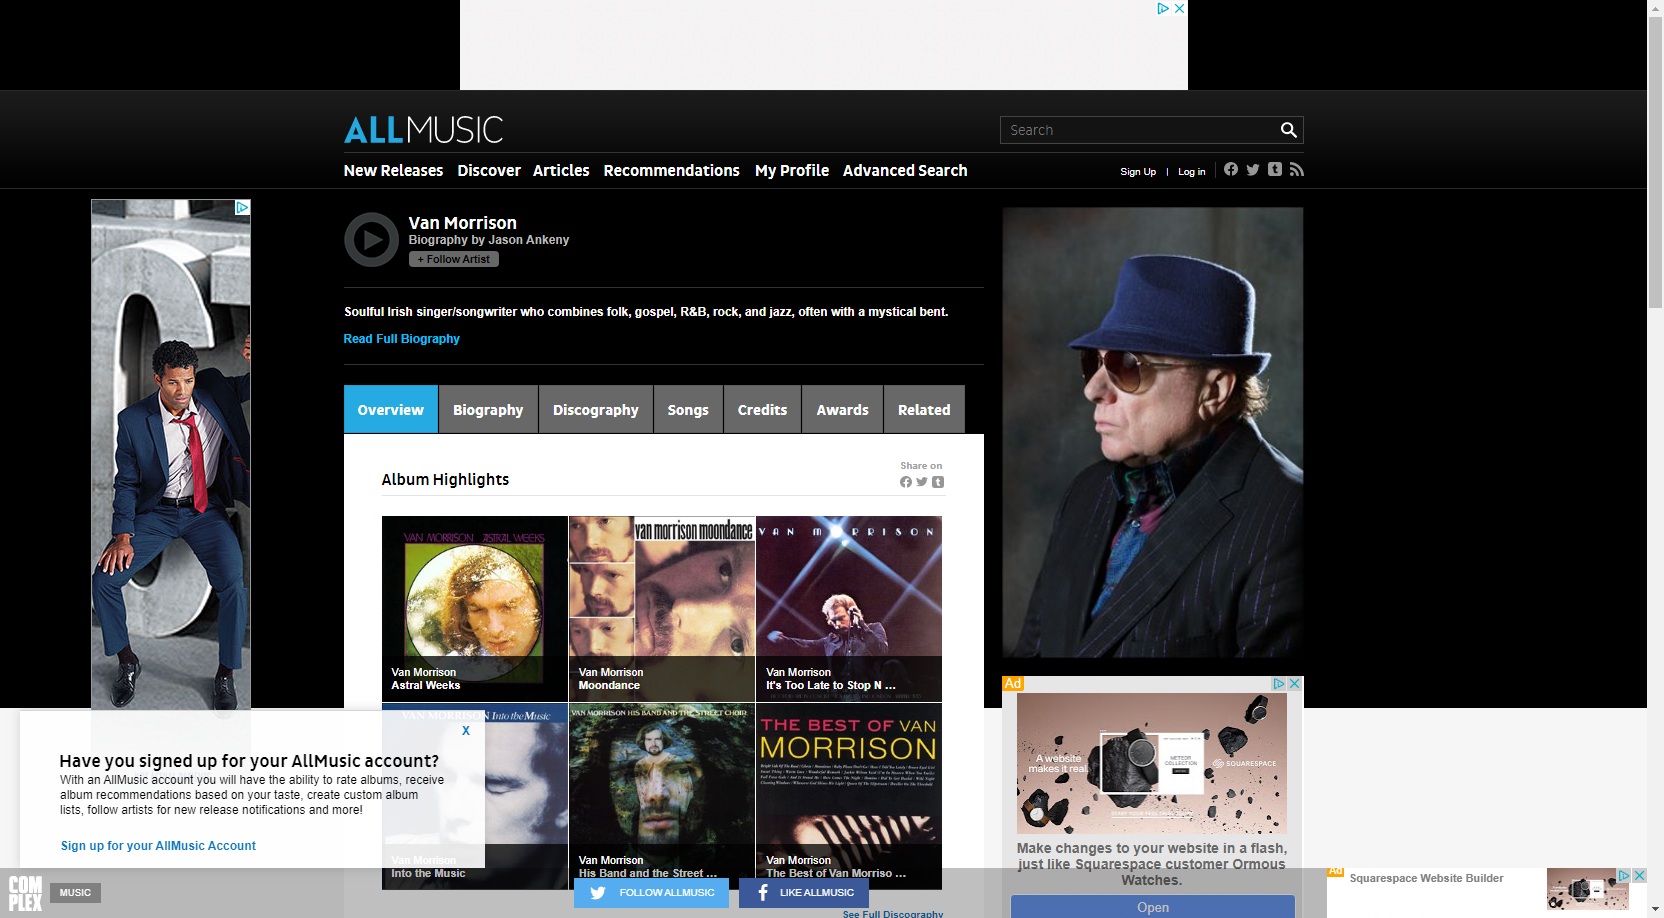 ALLMUSIC
Search
New Releases Discover Articles Recommendations My Profile Advanced Search
Sign Up | Log in
Van Morrison
Biography by Jason Ankeny
+ Follow Artist
Soulful Irish singer/songwriter who combines folk, gospel, R&B, rock, and jazz, often with a mystical bent.
Read Full Biography
Overview Biography Discography Songs Credits Awards Related
Album Highlights
Share on
VAN MORRISON ASTRAL WEEKS
van morrison moondance
VAN MORRISON
Van Morrison
Astral Weeks
Van Morrison
Moondance
Van Morrison
It's Too Late to Stop N ...
VAN MORRISON Into the Music
VAN MORRISON HIS BAND AND THE STREET CHOIR
THE BEST OF VAN
MORRISON
Van Morrison
Into the Music
Van Morrison
His Band and the Street ...
Van Morrison
The Best of Van Morriso ...
See Full Discography
X
Have you signed up for your AllMusic account?
With an AllMusic account you will have the ability to rate albums, receive
album recommendations based on your taste, create custom album
lists, follow artists for new release notifications and more!
Sign up for your AllMusic Account
COM
PLEX
MUSIC
FOLLOW ALLMUSIC
LIKE ALLMUSIC
Ad
A website
makes it real.
METEOR
COLLECTION
SQUARESPACE
Make changes to your website in a flash,
just like Squarespace customer Ormous
Watches.
Open
Ad
Squarespace Website Builder